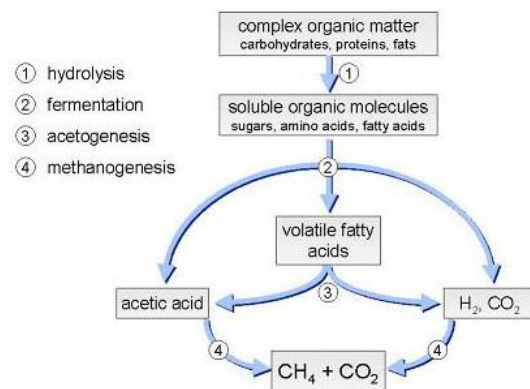 complex organic matter
carbohydrates, proteins, fats
① hydrolysis
② fermentation
③ acetogenesis
④ methanogenesis
①
soluble organic molecules
sugars, amino acids, fatty acids
②
volatile fatty
acids
③
acetic acid
H₂, CO₂
④
④
CH₄ + CO₂